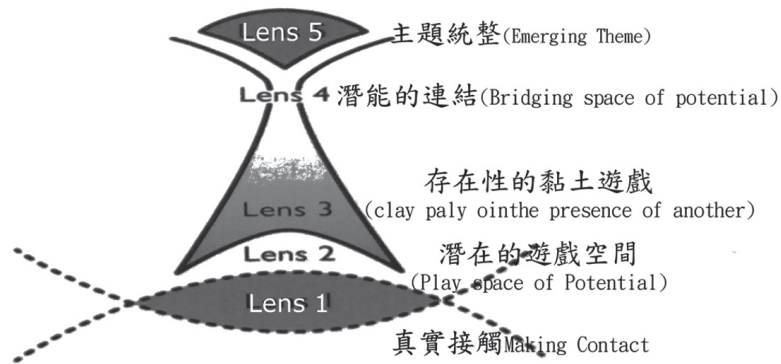 Lens 5 主題統整(Emerging Theme)
Lens 4 潛能的連結(Bridging space of potential)
存在性的黏土遊戲
Lens 3 (clay paly ointhe presence of another)
Lens 2 潛在的遊戲空間
(Play space of Potential)
Lens 1
真實接觸Making Contact